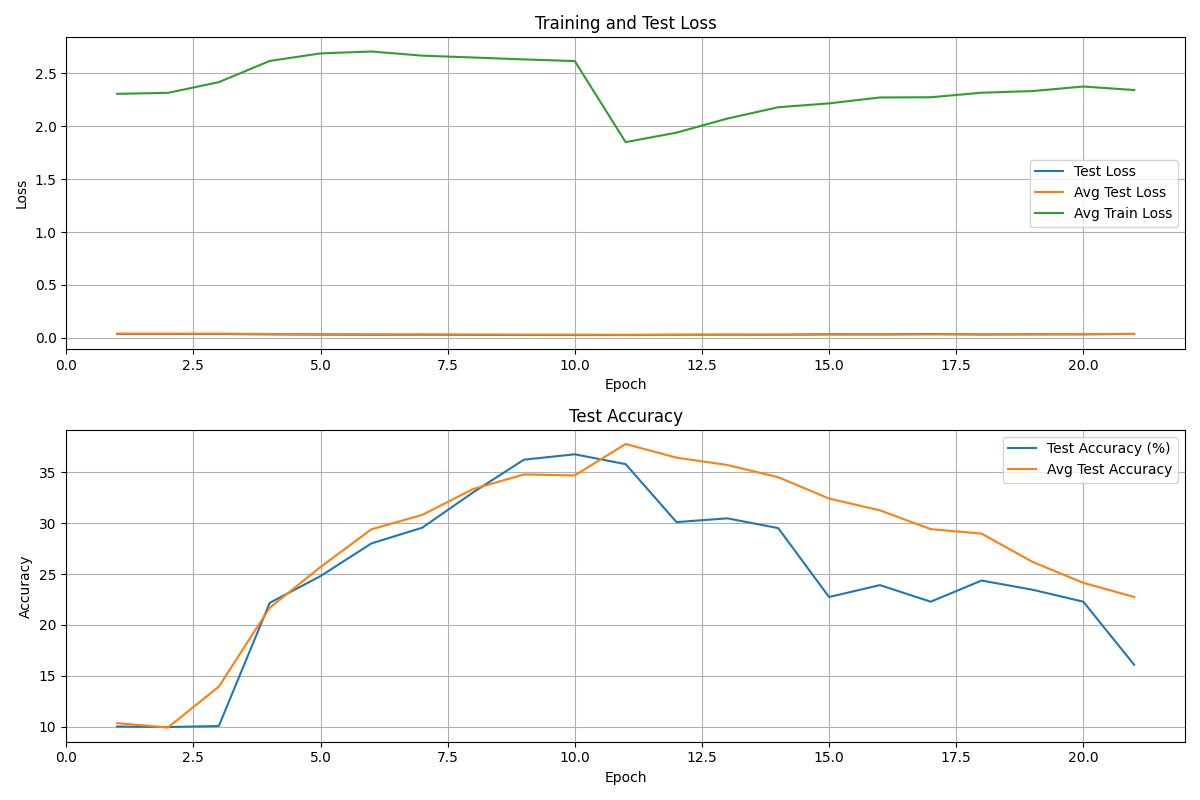 Training and Test Loss
Loss
2.5
2.0
1.5
1.0
0.5
0.0
Test Loss
Avg Test Loss
Avg Train Loss
0.0 2.5 5.0 7.5 10.0 12.5 15.0 17.5 20.0
Epoch
Test Accuracy
Accuracy
35
30
25
20
15
10
Test Accuracy (%)
Avg Test Accuracy
0.0 2.5 5.0 7.5 10.0 12.5 15.0 17.5 20.0
Epoch